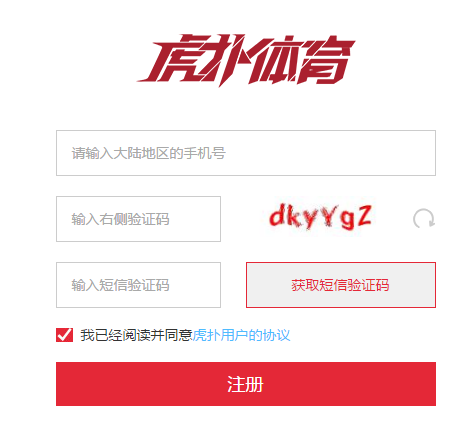 虎扑体育
请输入大陆地区的手机号
输入右侧验证码 dkyYgZ
输入短信验证码 获取短信验证码
我已经阅读并同意虎扑用户的协议
注册